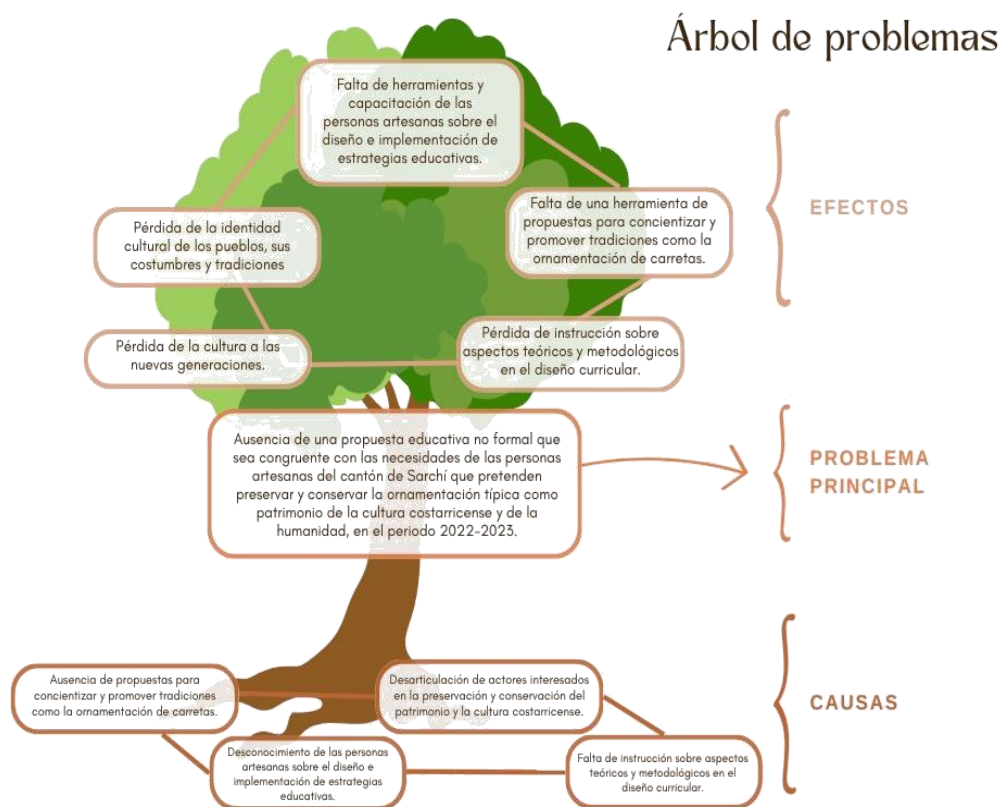 Árbol de problemas
Falta de herramientas y
capacitación de las
personas artesanas sobre el
diseño e implementación de
estrategias educativas.
Falta de una herramienta de
propuestas para concientizar y
promover tradiciones como la
ornamentación de carretas.
EFECTOS
Pérdida de la identidad
cultural de los pueblos, sus
costumbres y tradiciones
Pérdida de la cultura a las
nuevas generaciones.
Pérdida de instrucción sobre
aspectos teóricos y metodológicos
en el diseño curricular.
Ausencia de una propuesta educativa no formal que
sea congruente con las necesidades de las personas
artesanas del cantón de Sarchí que pretenden
preservar y conservar la ornamentación típica como
patrimonio de la cultura costarricense y de la
humanidad, en el periodo 2022-2023.
PROBLEMA
PRINCIPAL
Ausencia de propuestas para
concientizar y promover tradiciones
como la ornamentación de carretas.
Desarticulación de actores interesados
en la preservación y conservación del
patrimonio y la cultura costarricense.
CAUSAS
Desconocimiento de las personas
artesanas sobre el diseño e
implementación de estrategias
educativas.
Falta de instrucción sobre aspectos
teóricos y metodológicos en el
diseño curricular.